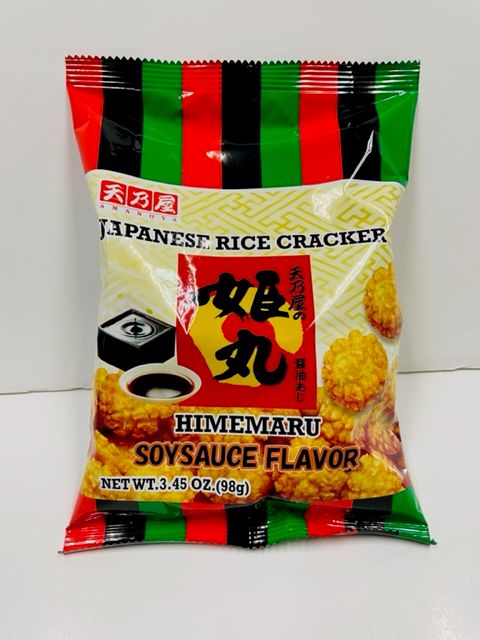 天乃屋
AMANOYA
JAPANESE RICE CRACKER
天乃屋の
姫丸
醤油あじ
HIMEMARU
SOYSAUCE FLAVOR
NET WT.3.45 OZ.(98g)